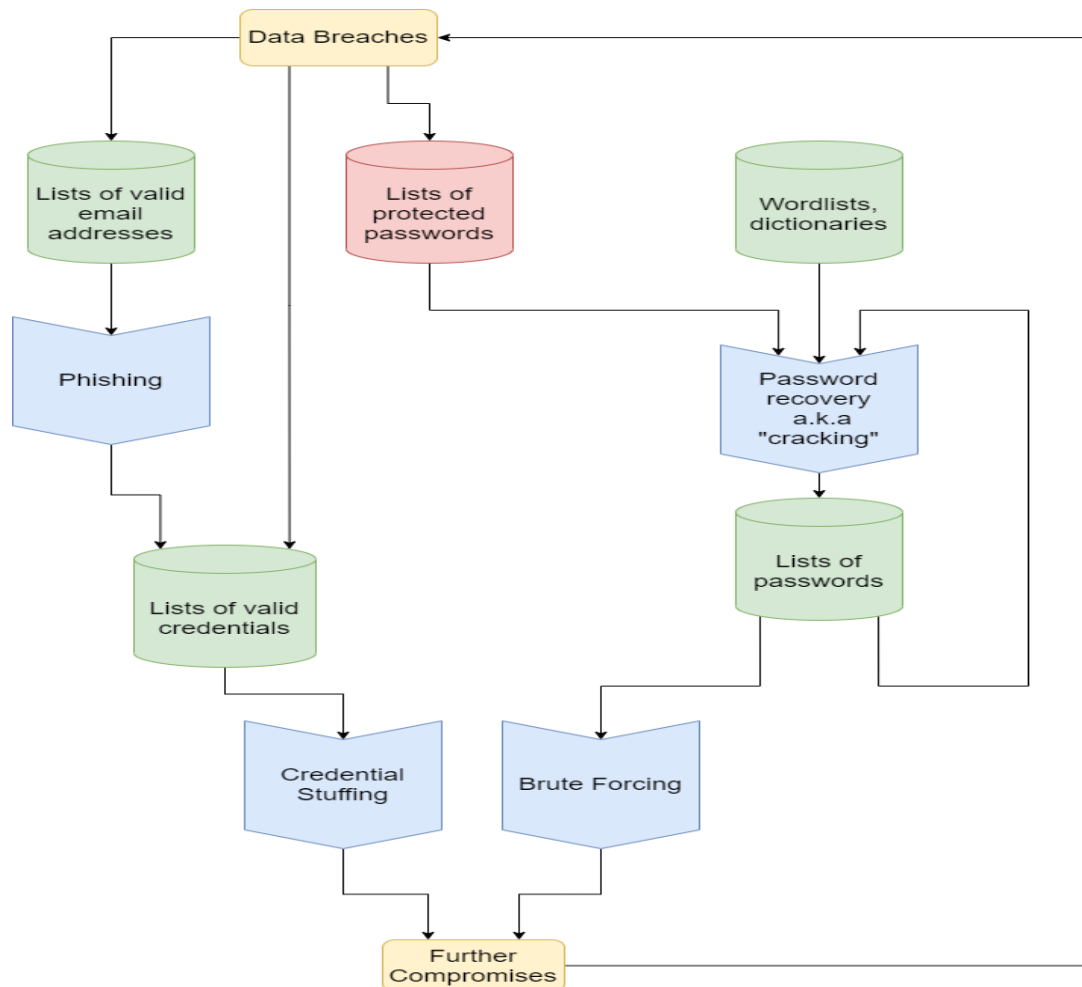 Data Breaches
Lists of valid
email
addresses
Lists of
protected
passwords
Wordlists,
dictionaries
Phishing
Password
recovery
a.k.a
"cracking"
Lists of
passwords
Lists of valid
credentials
Credential
Stuffing
Brute Forcing
Further
Compromises